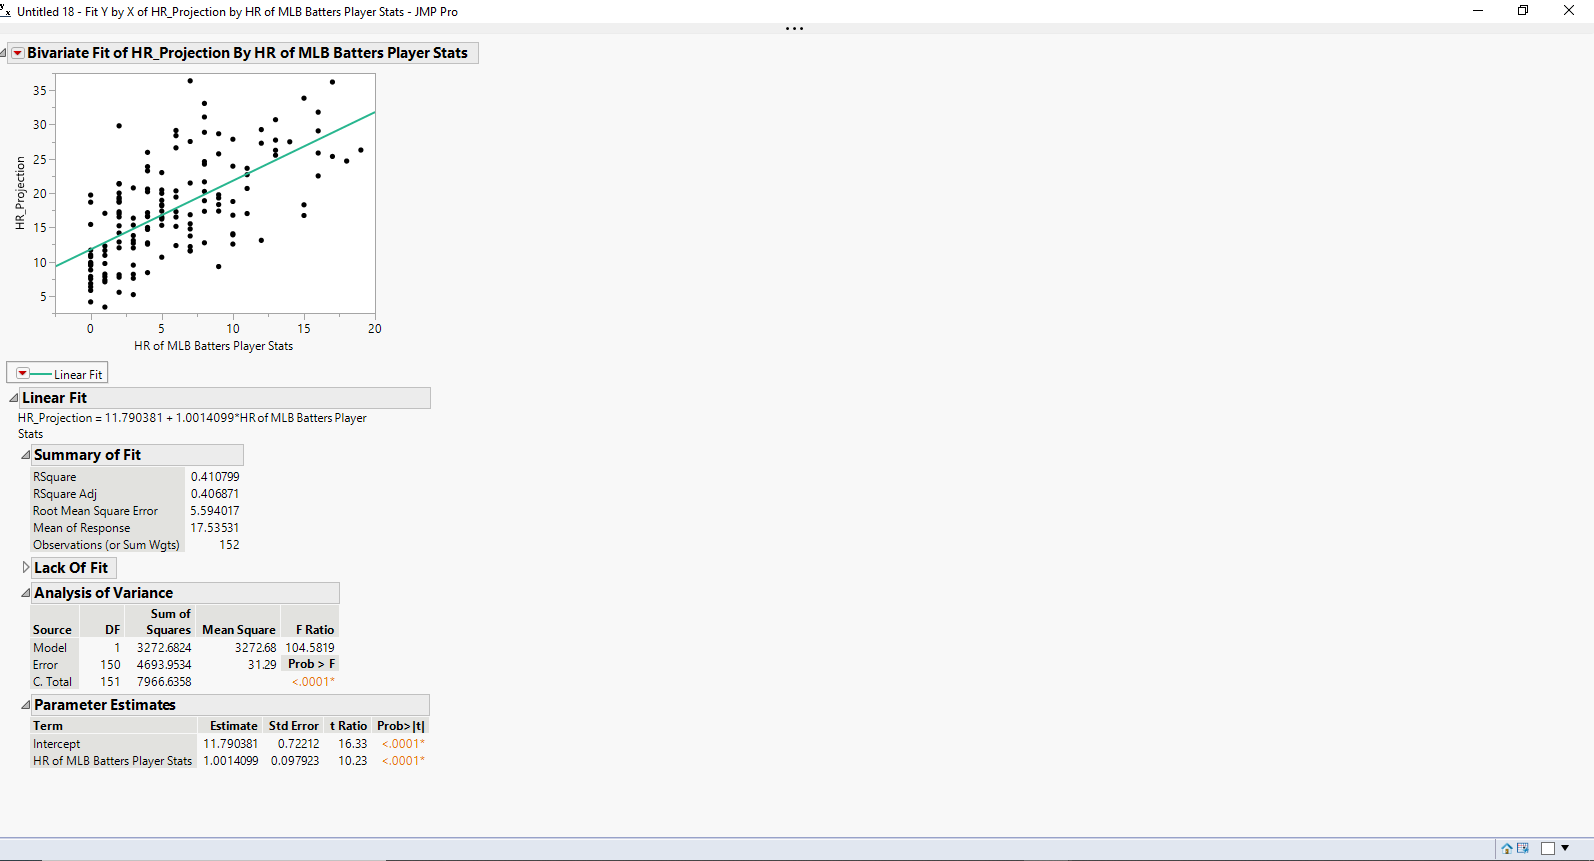 Untitled 18 - Fit Y by X of HR_Projection by HR of MLB Batters Player Stats - JMP Pro
Bivariate Fit of HR_Projection By HR of MLB Batters Player Stats
35
30
25
20
15
10
5
HR_Projection
0 5 10 15 20
HR of MLB Batters Player Stats
Linear Fit
Linear Fit
HR_Projection = 11.790381 + 1.0014099*HR of MLB Batters Player
Stats
Summary of Fit
RSquare 0.410799
RSquare Adj 0.406871
Root Mean Square Error 5.594017
Mean of Response 17.53531
Observations (or Sum Wgts) 152
Lack Of Fit
Analysis of Variance
Sum of
Source DF Squares Mean Square F Ratio
Model 1 3272.6824 3272.68 104.5819
Error 150 4693.9534 31.29 Prob > F
C. Total 151 7966.6358 <.0001*
Parameter Estimates
Term Estimate Std Error t Ratio Prob>|t|
Intercept 11.790381 0.72212 16.33 <.0001*
HR of MLB Batters Player Stats 1.0014099 0.097923 10.23 <.0001*